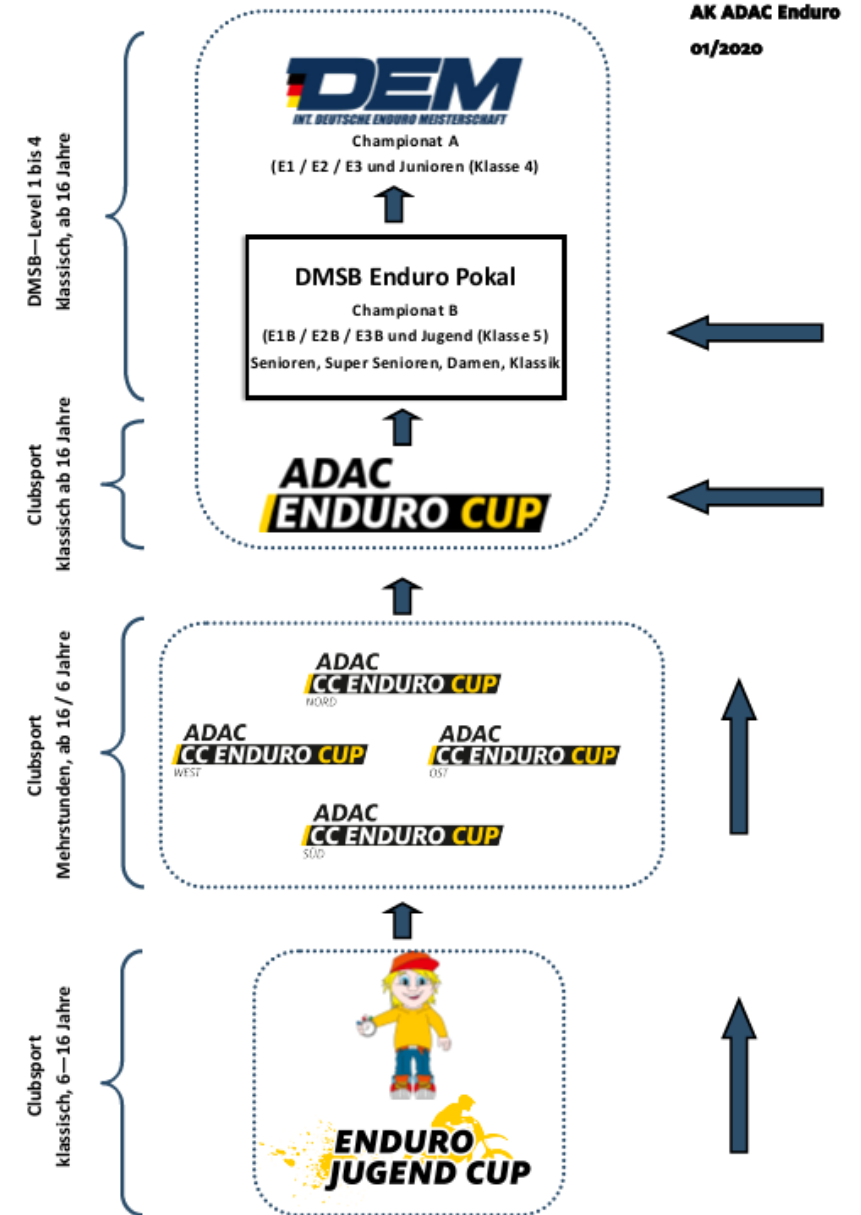 AK ADAC Enduro
01/2020
DMSB—Level 1 bis 4
klassisch, ab 16 Jahre
DEM
INT. DEUTSCHE ENDURO MEISTERSCHAFT
Championat A
(E1 / E2 / E3 und Junioren (Klasse 4)
DMSB Enduro Pokal
Championat B
(E1B / E2B / E3B und Jugend (Klasse 5)
Senioren, Super Senioren, Damen, Klassik
Clubsport
klassisch ab 16 Jahre
ADAC
ENDURO CUP
Clubsport
Mehrstunden, ab 16 / 6 Jahre
ADAC
CC ENDURO CUP
NORD
ADAC
CC ENDURO CUP
WEST
ADAC
CC ENDURO CUP
OST
ADAC
CC ENDURO CUP
SÜD
Clubsport
klassisch, 6—16 Jahre
ENDURO
JUGEND CUP